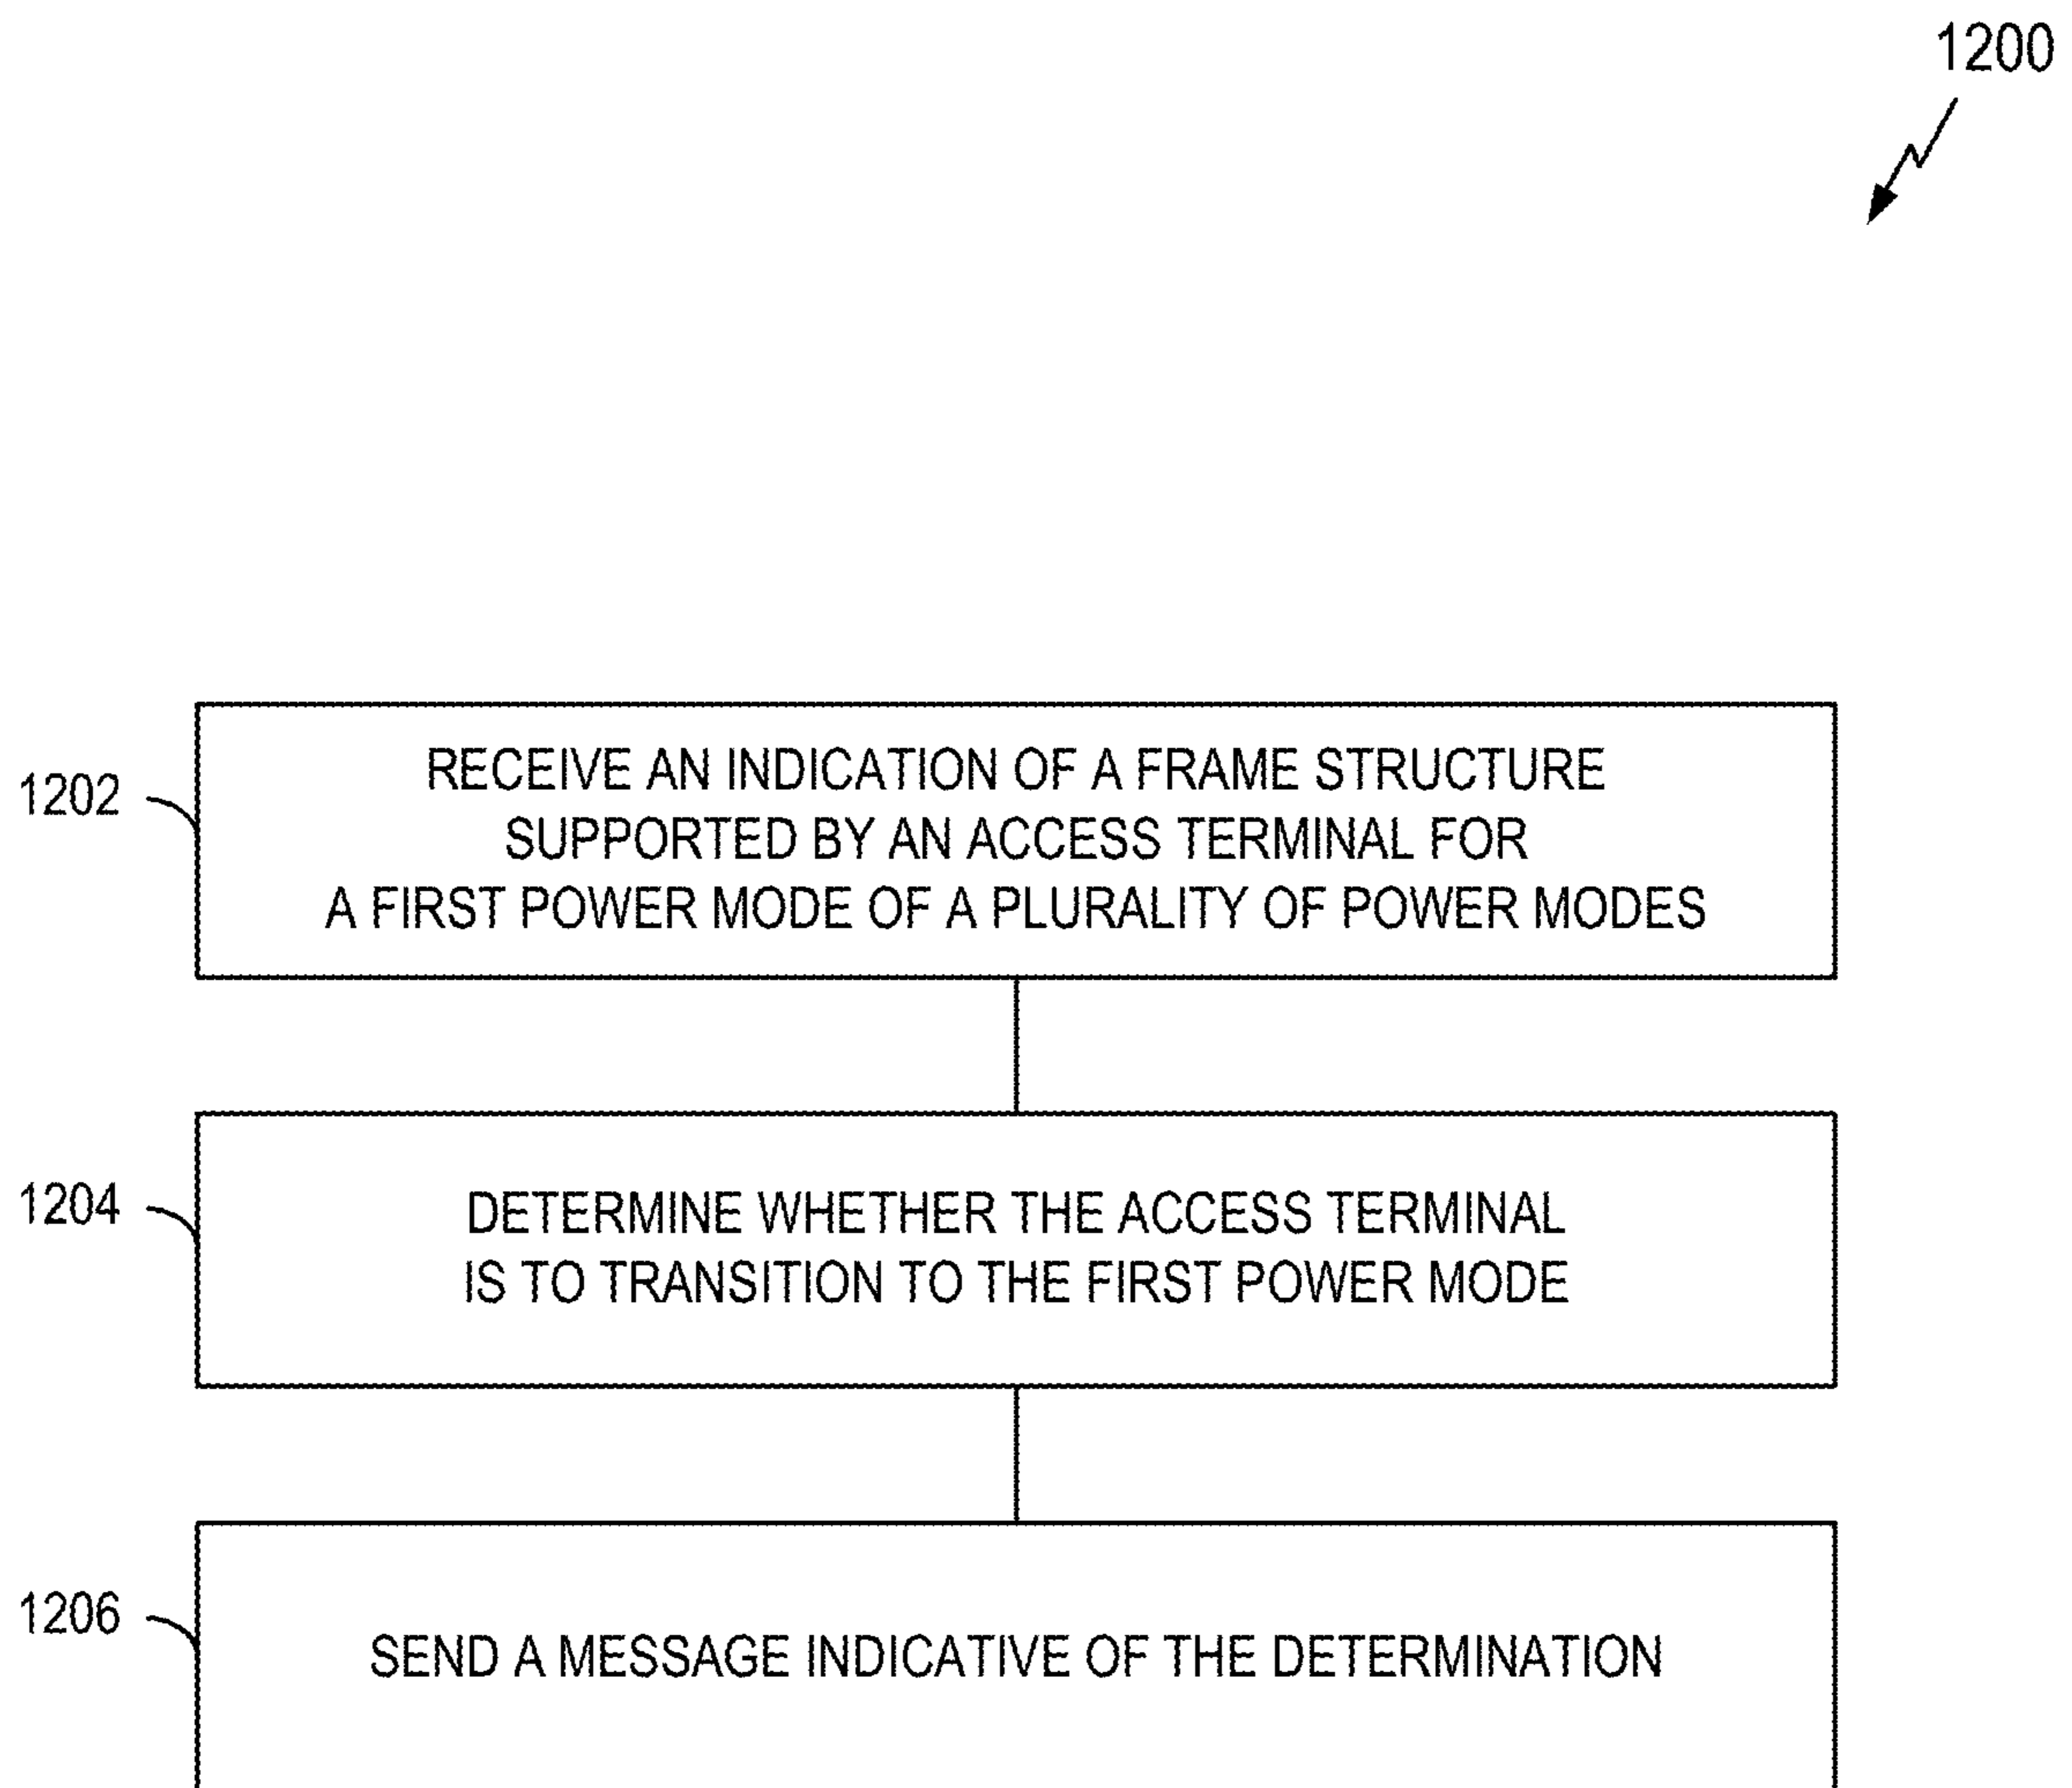 1200
1202
RECEIVE AN INDICATION OF A FRAME STRUCTURE
SUPPORTED BY AN ACCESS TERMINAL FOR
A FIRST POWER MODE OF A PLURALITY OF POWER MODES
1204
DETERMINE WHETHER THE ACCESS TERMINAL
IS TO TRANSITION TO THE FIRST POWER MODE
1206
SEND A MESSAGE INDICATIVE OF THE DETERMINATION